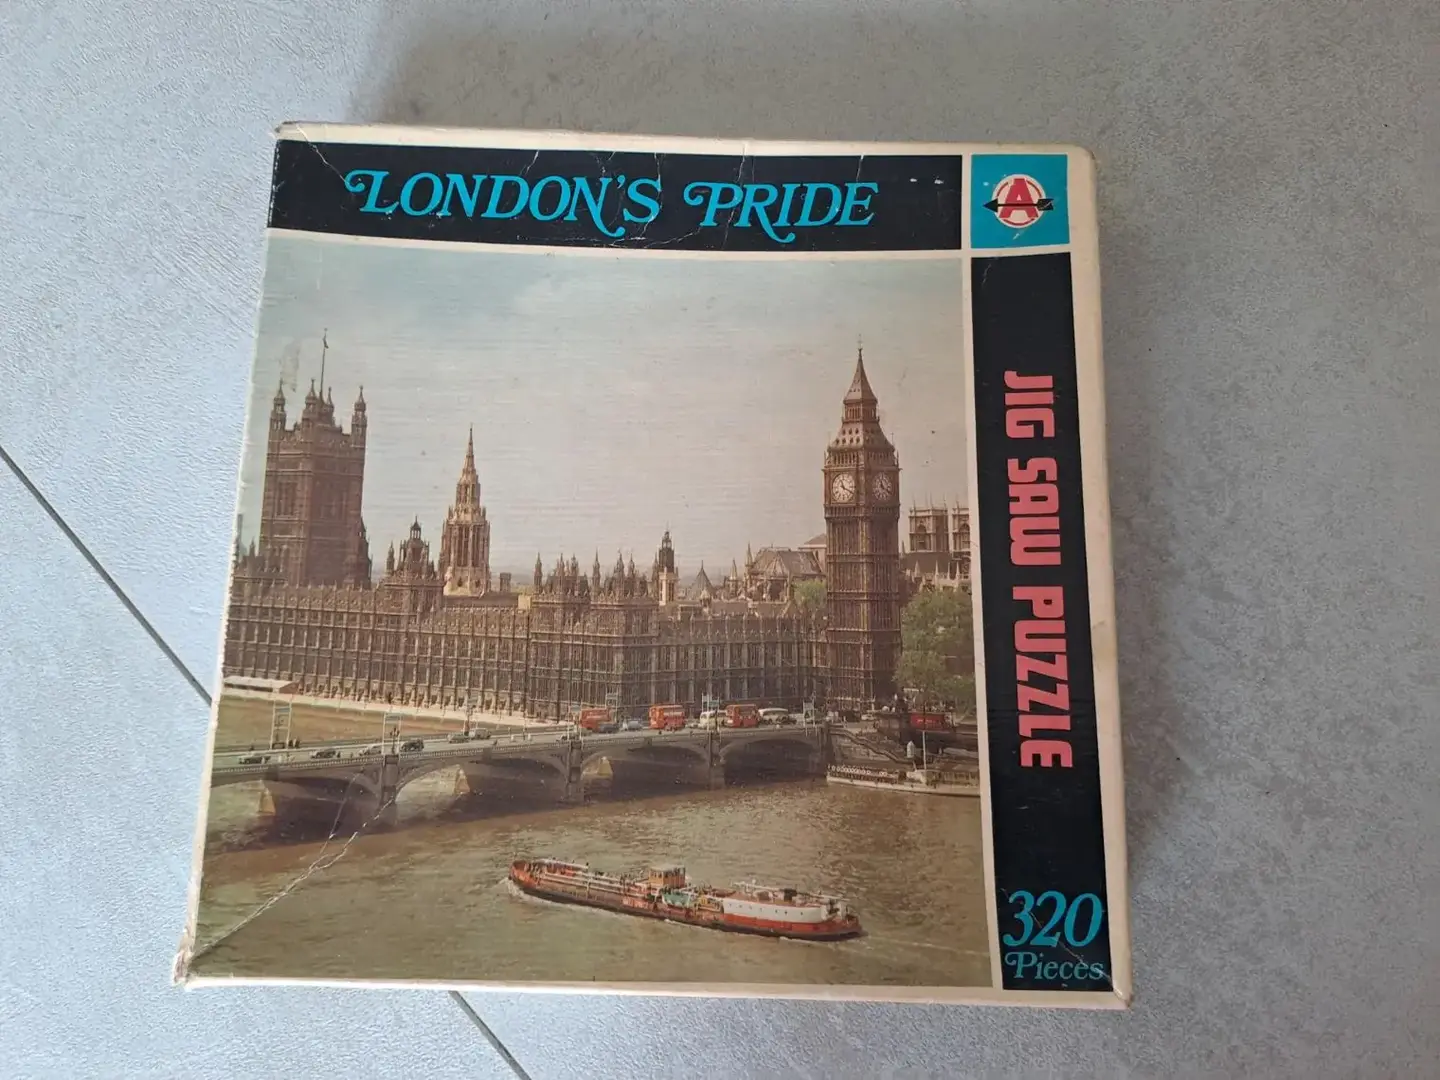 LONDON'S PRIDE
A
JIG SAW PUZZLE
320
Pieces